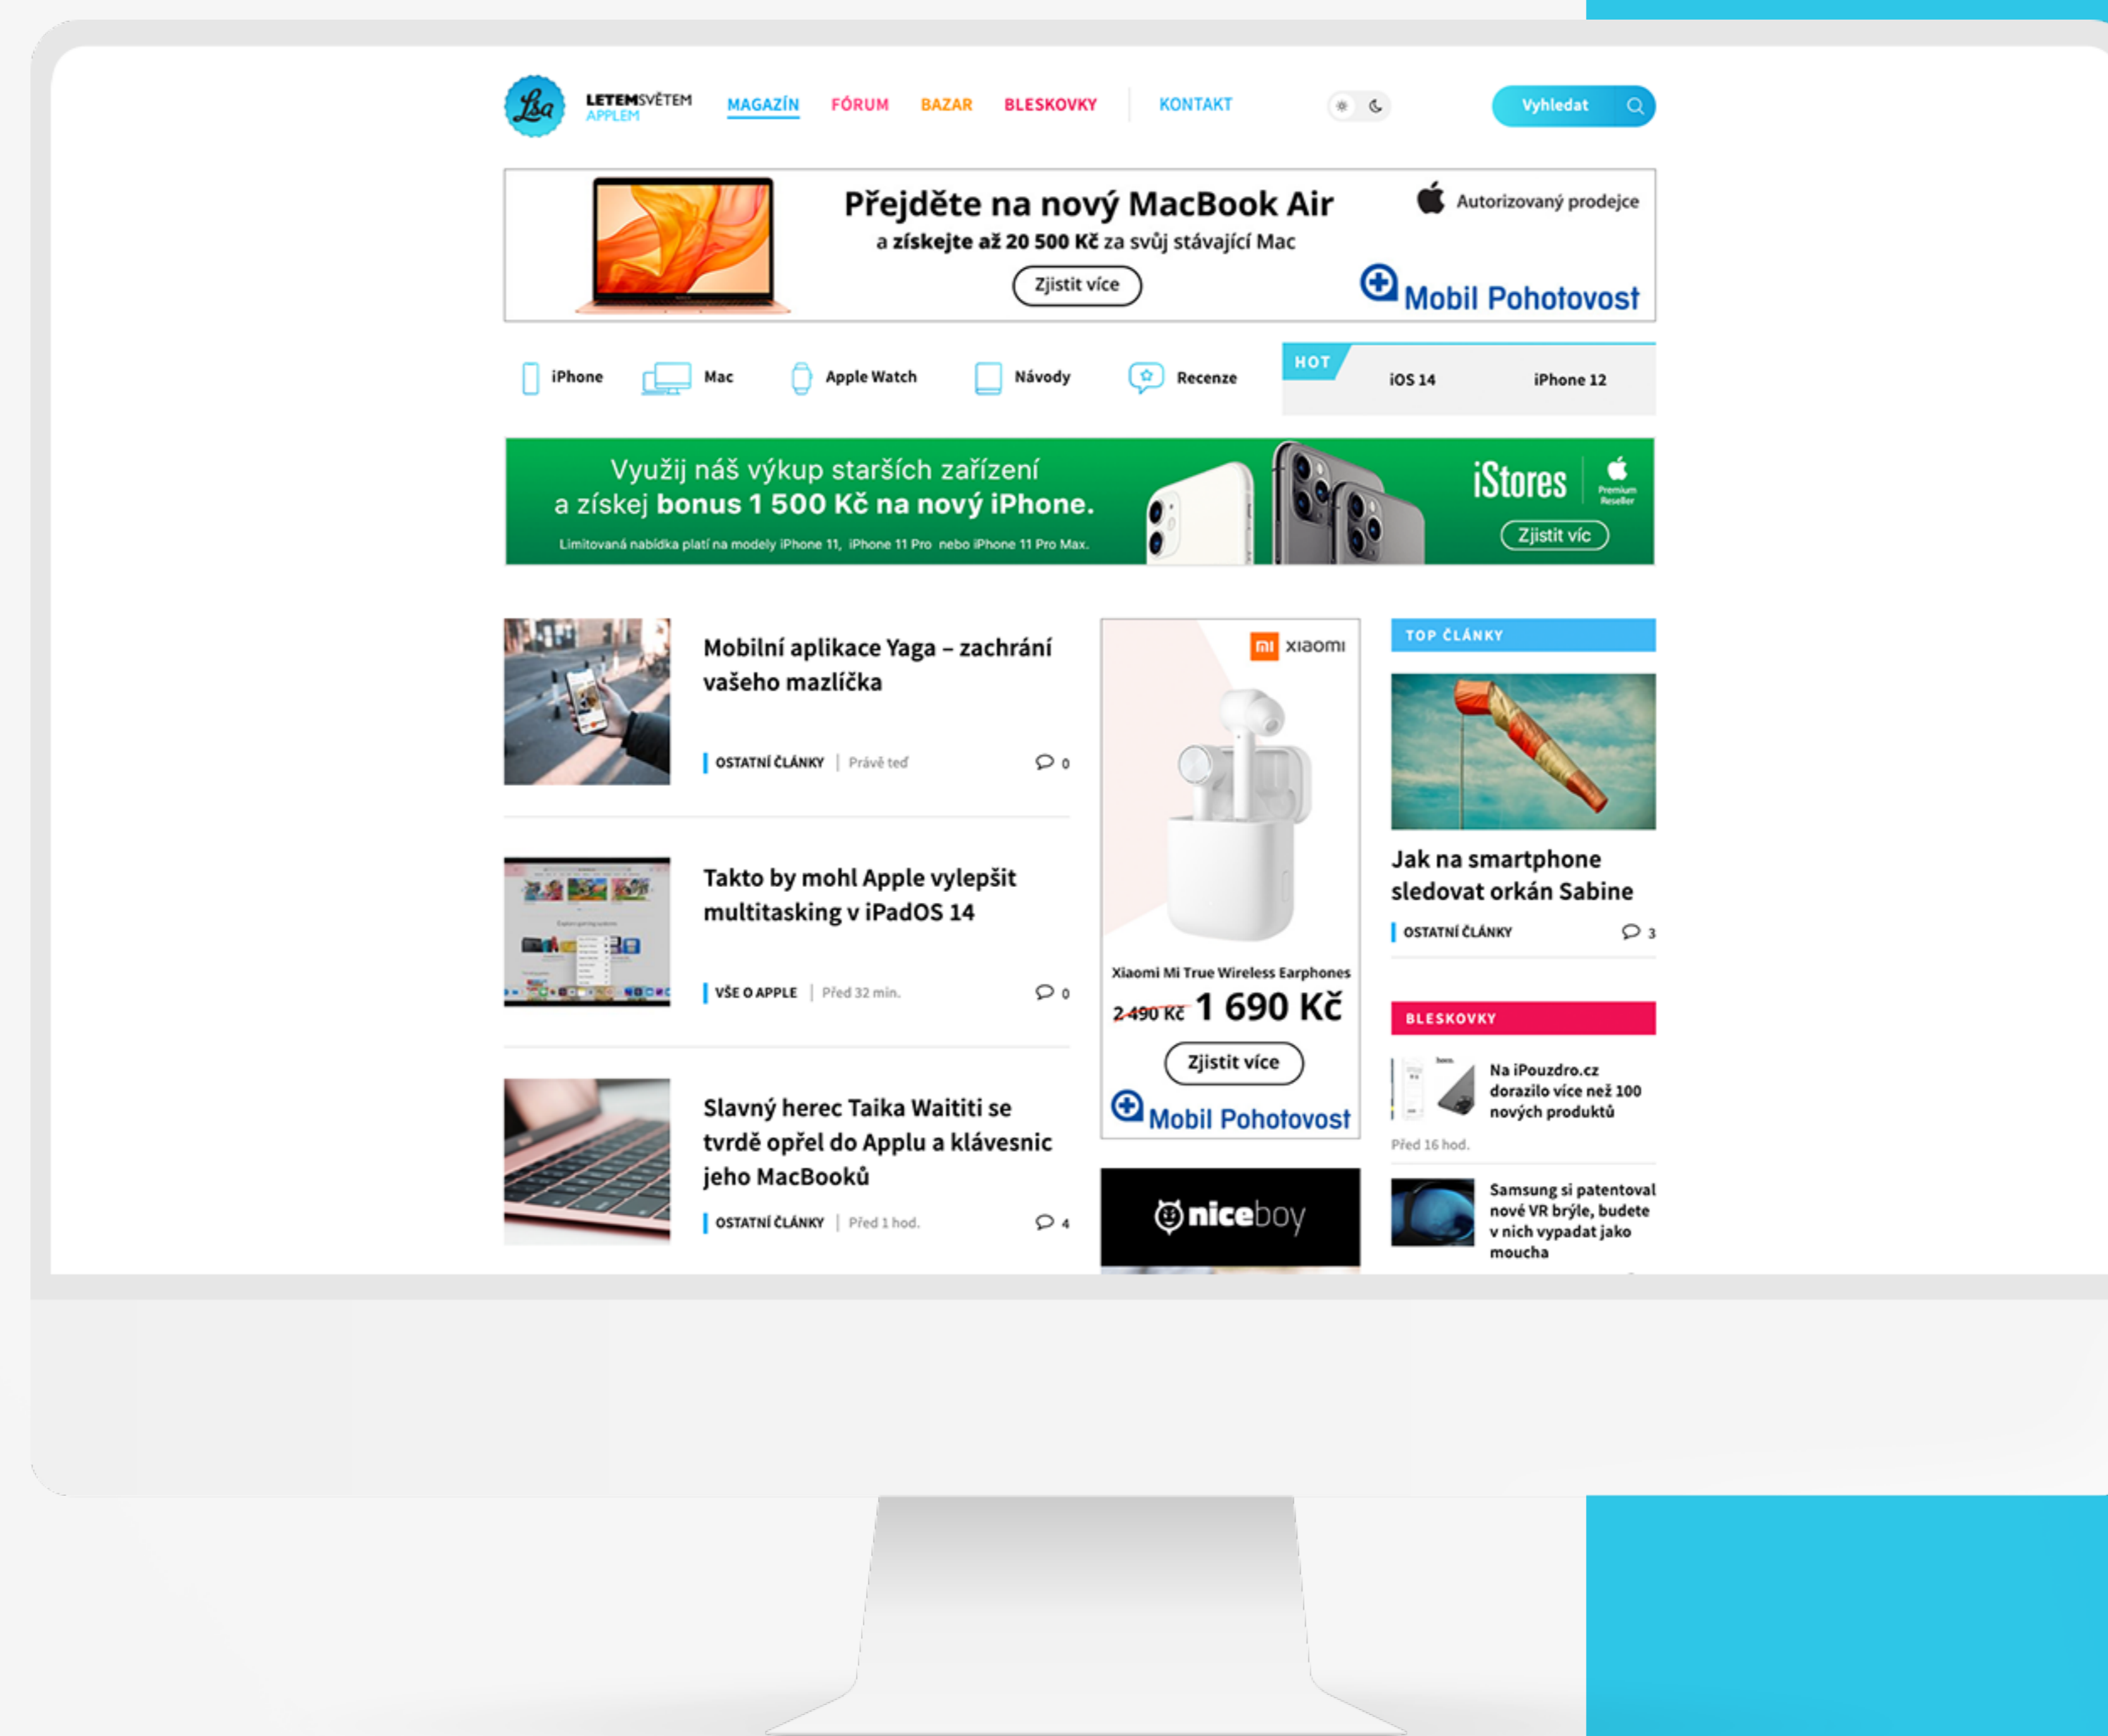 Lsa
LETEMSVĚTEM
APPLEM
MAGAZÍN
FÓRUM
BAZAR
BLESKOVKY
KONTAKT
Vyhledat
Přejděte na nový MacBook Air
a získejte až 20 500 Kč za svůj stávající Mac
Zjistit více
Autorizovaný prodejce
Mobil Pohotovost
iPhone
Mac
Apple Watch
Návody
Recenze
HOT
iOS 14
iPhone 12
Využij náš výkup starších zařízení
a získej bonus 1 500 Kč na nový iPhone.
Limitovaná nabídka platí na modely iPhone 11, iPhone 11 Pro nebo iPhone 11 Pro Max.
iStores
Premium
Reseller
Zjistit víc
Mobilní aplikace Yaga – zachrání
vašeho mazlíčka
OSTATNÍ ČLÁNKY | Právě teď
0
Takto by mohl Apple vylepšit
multitasking v iPadOS 14
VŠE O APPLE | Před 32 min.
0
Slavný herec Taika Waititi se
tvrdě opřel do Applu a klávesnic
jeho MacBooků
OSTATNÍ ČLÁNKY | Před 1 hod.
4
xiaomi
Xiaomi Mi True Wireless Earphones
2 490 Kč 1 690 Kč
Zjistit více
Mobil Pohotovost
niceboy
TOP ČLÁNKY
Jak na smartphone
sledovat orkán Sabine
OSTATNÍ ČLÁNKY
3
BLESKOVKY
Na iPouzdro.cz
dorazilo více než 100
nových produktů
Před 16 hod.
Samsung si patentoval
nové VR brýle, budete
v nich vypadat jako
moucha